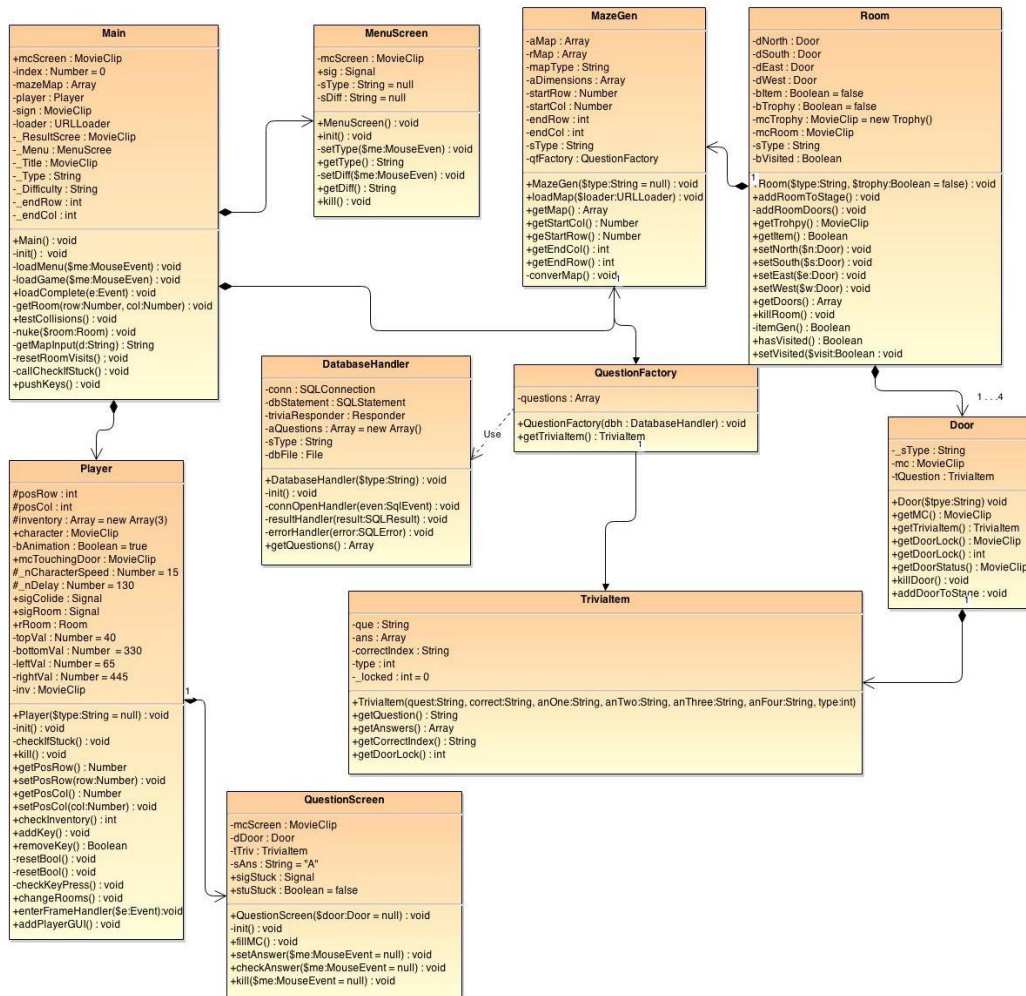 Main
+mcScreen : MovieClip
-index : Number = 0
-mazeMap : Array
-player : Player
-sign : MovieClip
-loader : URLLoader
-_ResultScree : MovieClip
-_Menu : MenuScree
-_Title : MovieClip
-_Type : String
-_Difficulty : String
-_endRow : int
-_endCol : int
+Main() : void
-init() : void
-loadMenu($me:MouseEvent) : void
-loadGame($me:MouseEven) : void
+loadComplete(e:Event) : void
-getRoom(row:Number, col:Number) : void
+testCollisions() : void
-nuke($room:Room) : void
-getMapInput(d:String) : String
-resetRoomVisits() ; void
-callCheckIfStuck() : void
+pushKeys() : void
MenuScreen
-mcScreen : MovieClip
+sig : Signal
-sType : String = null
-sDiff : String = null
+MenuScreen() : void
+init() : void
-setType($me:MouseEven) : void
+getType() : String
-setDiff($me:MouseEven) : void
+getDiff() : String
+kill() : void
MazeGen
-aMap : Array
-rMap : Array
-mapType : String
-aDimensions : Array
-startRow : Number
-startCol : Number
-endRow : int
-endCol : int
-sType : String
-qfFactory : QuestionFactory
+MazeGen($type:String = null) : void
+loadMap($loader:URLLoader) : void
+getMap() : Array
+getStartCol() : Number
+geStartRow() : Number
+getEndCol() : int
+getEndRow() : int
-converMap() : void
1
Room
-dNorth : Door
-dSouth : Door
-dEast : Door
-dWest : Door
-bItem : Boolean = false
-bTrophy : Boolean = false
-mcTrophy : MovieClip = new Trophy()
-mcRoom : MovieClip
-sType : String
-bVisited : Boolean
1
+Room($type:String, $trophy:Boolean = false) : void
+addRoomToStage() : void
-addRoomDoors() : void
+getTrohpy() : MovieClip
+getItem() : Boolean
+setNorth($n:Door) : void
+setSouth($s:Door) : void
+setEast($e:Door) : void
+setWest($w:Door) : void
+getDoors() : Array
+killRoom() : void
-itemGen() : Boolean
+hasVisited() : Boolean
+setVisited($visit:Boolean : void
DatabaseHandler
-conn : SQLConnection
-dbStatement : SQLStatement
-triviaResponder : Responder
-aQuestions : Array = new Array()
-sType : String
-dbFile : File
+DatabaseHandler($type:String) : void
-init() : void
-connOpenHandler(even:SqlEvent)
-resultHandler(result:SQLResult)
-errorHandler(error:SQLError)
+getQuestions() : Array
Use
QuestionFactory
-questions : Array
+QuestionFactory(dbh : DatabaseHandler) : void
+getTriviaItem() : TriviaItem
1
1 . . .4
Door
-_sType : String
-mc : MovieClip
-tQuestion : TriviaItem
+Door($tpye:String) void
+getMC() : MovieClip
+getTriviaItem() : TriviaItem
+getDoorLock() : MovieClip
+getDoorLock() : int
+getDoorStatus() : MovieClip
+killDoor() : void
+addDoorToStage : void
1
Player
#posRow : int
#posCol : int
#inventory : Array = new Array(3)
+character : MovieClip
-bAnimation : Boolean = true
+mcTouchingDoor : MovieClip
#_nCharacterSpeed : Number = 15
#_nDelay : Number = 130
+sigColide : Signal
+sigRoom : Signal
+rRoom : Room
-topVal : Number = 40
-bottomVal : Number = 330
-leftVal : Number = 65
-rightVal : Number = 445
-inv : MovieClip
1
+Player($type:String = null) : void
-init() : void
-checkIfStuck() : void
+kill() : void
+getPosRow() : Number
+setPosRow(row:Number) : void
+getPosCol() : Number
+setPosCol(col:Number) : void
+checkInventory() : int
+addKey() : void
+removeKey() : Boolean
-resetBool() : void
-resetBool() : void
-checkKeyPress() : void
+changeRooms() : void
+enterFrameHandler($e:Event):void
+addPlayerGUI() : void
TriviaItem
-que : String
-ans : Array
-correctIndex : String
-type : int
-_locked : int = 0
+TriviaItem(quest:String, correct:String, anOne:String, anTwo:String, anThree:String, anFour:String, type:int)
+getQuestion() : String
+getAnswers() : Array
+getCorrectIndex() : String
+getDoorLock() : int
QuestionScreen
-mcScreen : MovieClip
-dDoor : Door
-tTriv : TriviaItem
-sAns : String = "A"
+sigStuck : Signal
+stuStuck : Boolean = false
+QuestionScreen($door:Door = null) : void
-init() : void
+fillMC() : void
+setAnswer($me:MouseEvent = null) : void
+checkAnswer($me:MouseEvent = null) : void
+kill($me:MouseEvent = null) : void